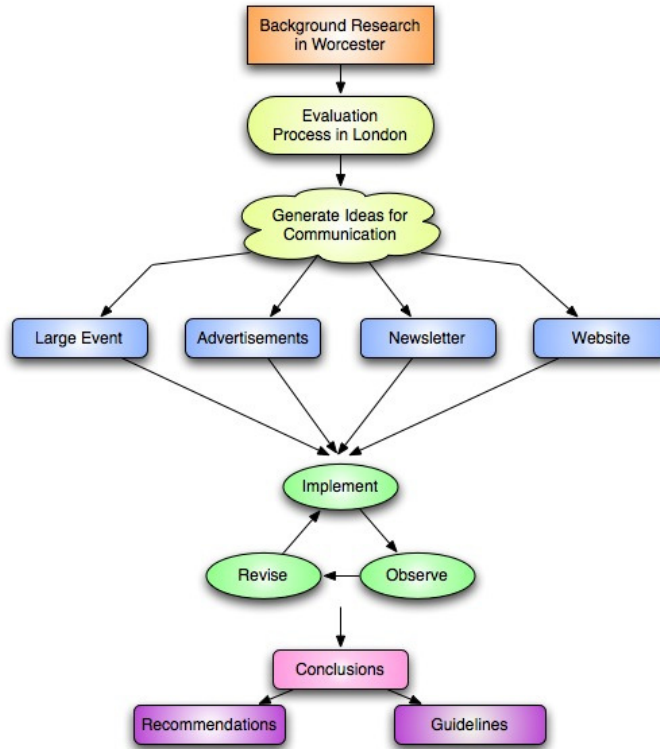 Background Research
in Worcester
Evaluation
Process in London
Generate Ideas for
Communication
Large Event
Advertisements
Newsletter
Website
Implement
Revise
Observe
Conclusions
Recommendations
Guidelines